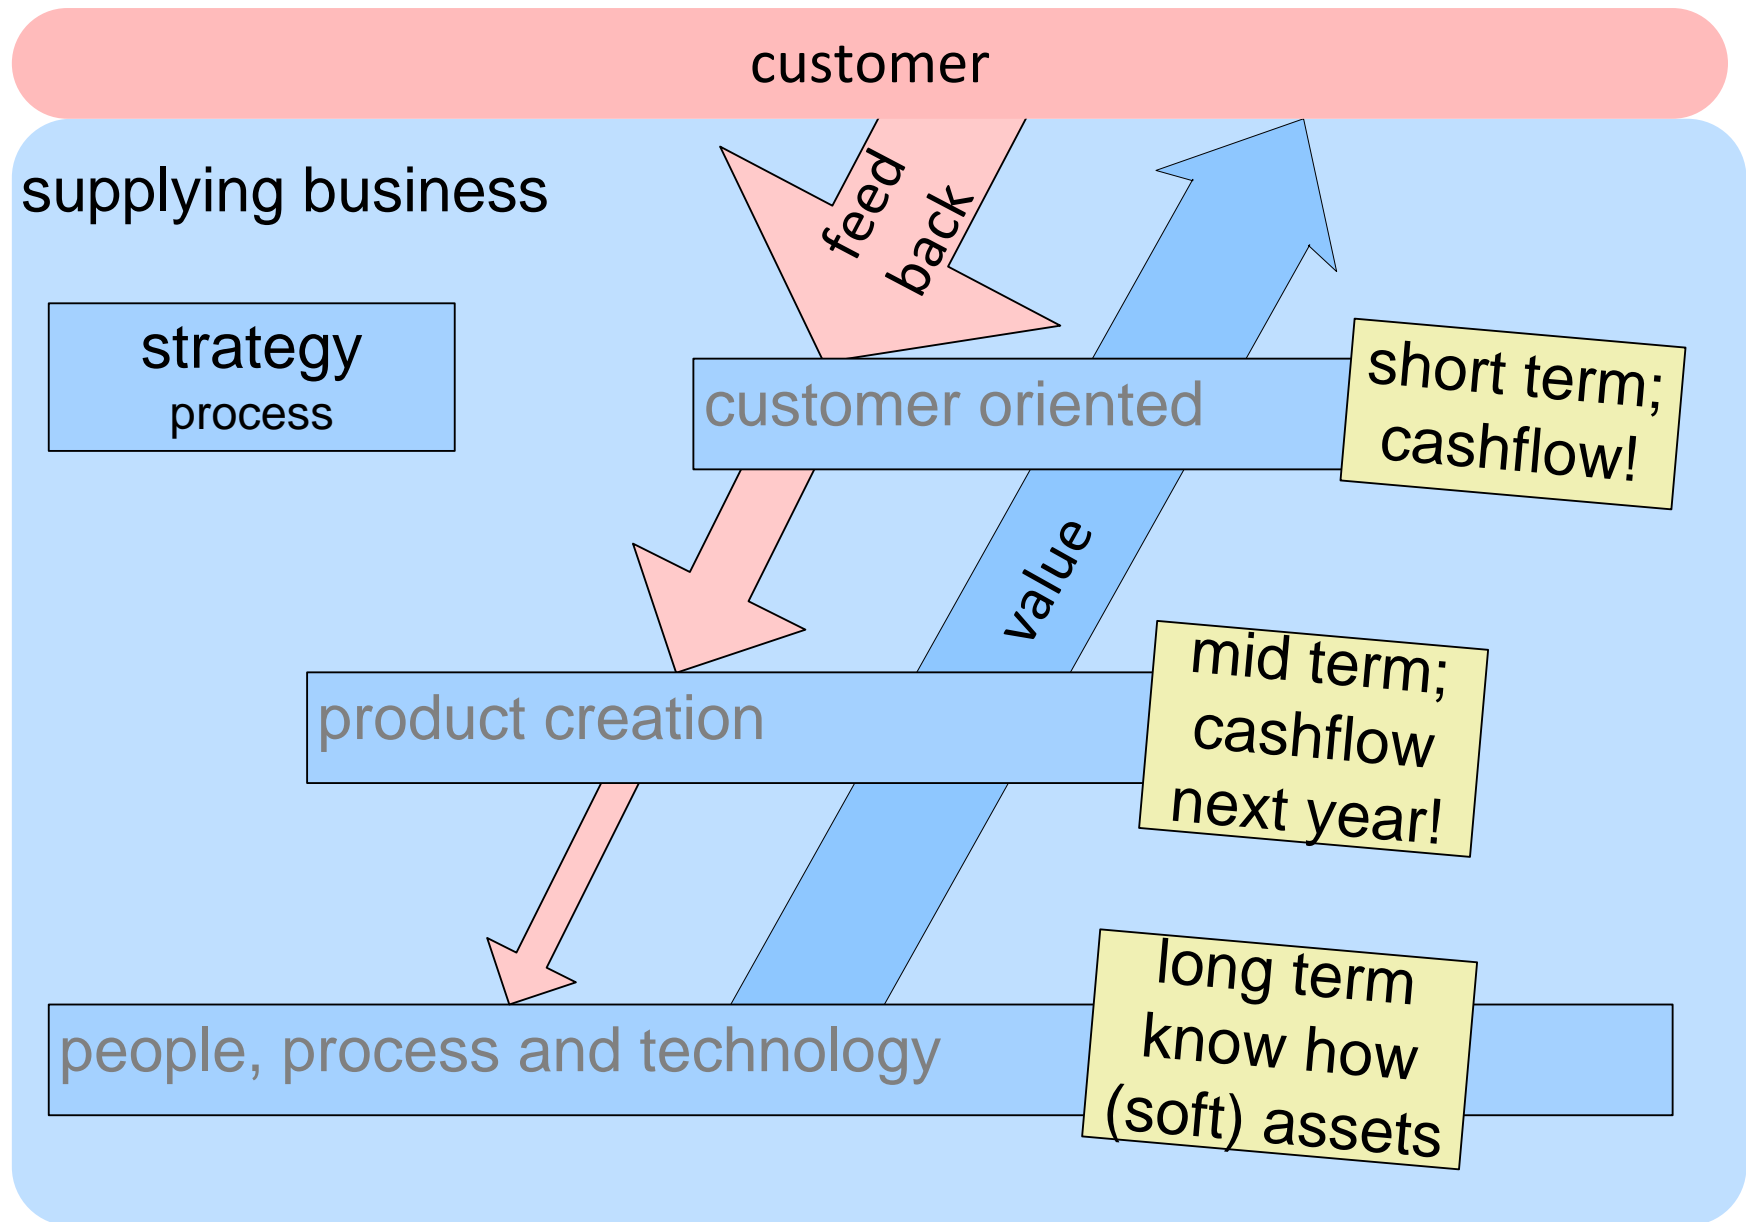 customer
supplying business
feed
back
strategy
process
customer oriented
short term;
cashflow!
value
product creation
mid term;
cashflow
next year!
people, process and technology
long term
know how
(soft) assets